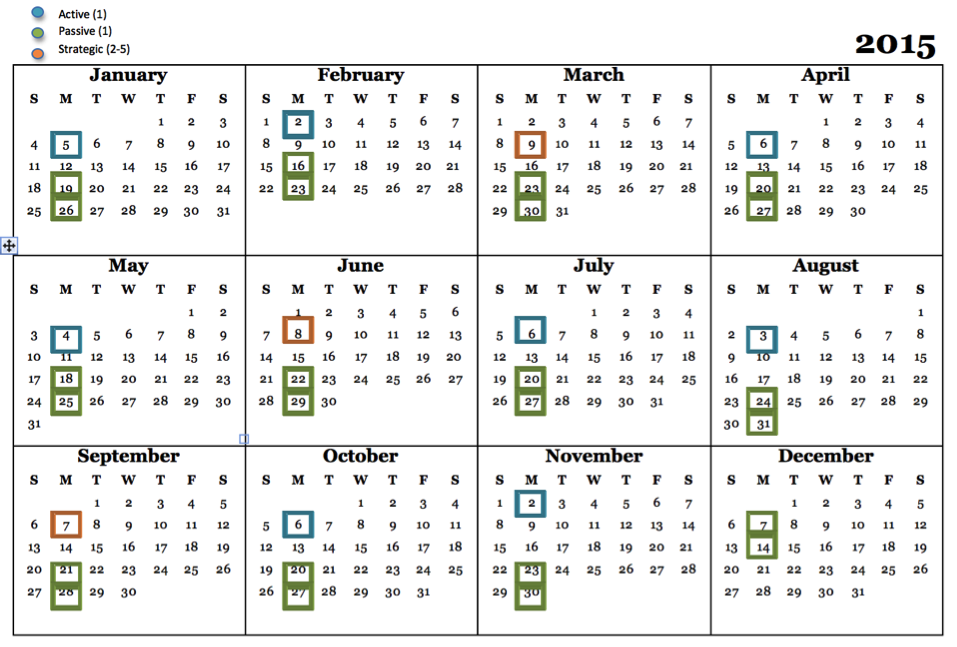 Active (1)
Passive (1)
Strategic (2-5)
2015
January
S M T W T F S
1 2 3
4 5 6 7 8 9 10
11 12 13 14 15 16 17
18 19 20 21 22 23 24
25 26 27 28 29 30 31
February
S M T W T F S
1 2 3 4 5 6 7
8 9 10 11 12 13 14
15 16 17 18 19 20 21
22 23 24 25 26 27 28
March
S M T W T F S
1 2 3 4 5 6 7
8 9 10 11 12 13 14
15 16 17 18 19 20 21
22 23 24 25 26 27 28
29 30 31
April
S M T W T F S
1 2 3 4
5 6 7 8 9 10 11
12 13 14 15 16 17 18
19 20 21 22 23 24 25
26 27 28 29 30
May
S M T W T F S
1 2
3 4 5 6 7 8 9
10 11 12 13 14 15 16
17 18 19 20 21 22 23
24 25 26 27 28 29 30
31
June
S M T W T F S
1 2 3 4 5 6
7 8 9 10 11 12 13
14 15 16 17 18 19 20
21 22 23 24 25 26 27
28 29 30
July
S M T W T F S
1 2 3 4
5 6 7 8 9 10 11
12 13 14 15 16 17 18
19 20 21 22 23 24 25
26 27 28 29 30 31
August
S M T W T F S
1
2 3 4 5 6 7 8
9 10 11 12 13 14 15
16 17 18 19 20 21 22
23 24 25 26 27 28 29
30 31
September
S M T W T F S
1 2 3 4 5
6 7 8 9 10 11 12
13 14 15 16 17 18 19
20 21 22 23 24 25 26
27 28 29 30
October
S M T W T F S
1 2 3 4
5 6 7 8 9 10 11
12 13 14 15 16 17 18
19 20 21 22 23 24 25
26 27 28 29 30 31
November
S M T W T F S
1 2 3 4 5 6 7
8 9 10 11 12 13 14
15 16 17 18 19 20 21
22 23 24 25 26 27 28
29 30
December
S M T W T F S
1 2 3 4 5
6 7 8 9 10 11 12
13 14 15 16 17 18 19
20 21 22 23 24 25 26
27 28 29 30 31